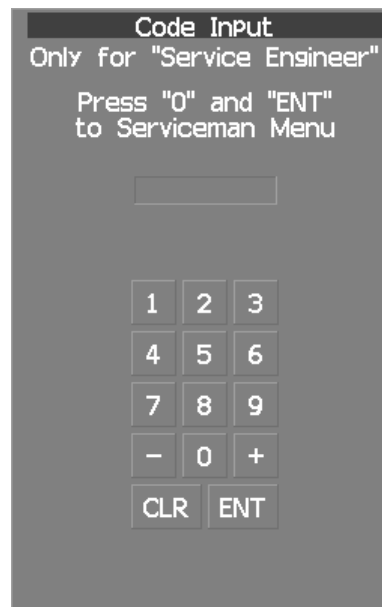 Code Input
Only for "Service Engineer"
Press "0" and "ENT"
to Serviceman Menu
1 2 3
4 5 6
7 8 9
- 0 +
CLR ENT